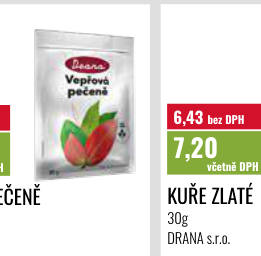 Drana
Vepřová
pečeně
EČENĚ
6,43 bez DPH
7,20
včetně DPH
KUŘE ZLATÉ
30g
DRANA s.r.o.